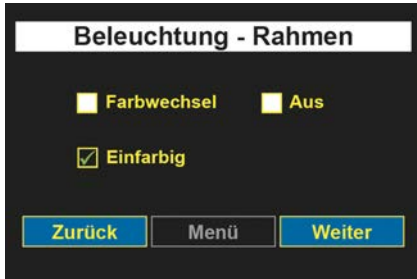 Beleuchtung - Rahmen
Farbwechsel Aus
Einfarbig
Zurück Menü Weiter